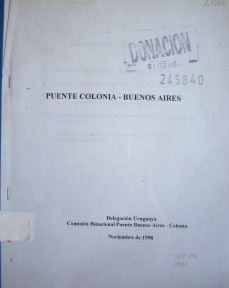 DONACION
245840
PUENTE COLONIA - BUENOS AIRES
Delegación Uruguaya
Comisión Binacional Puente Buenos Aires - Colonia
Noviembre de 1998